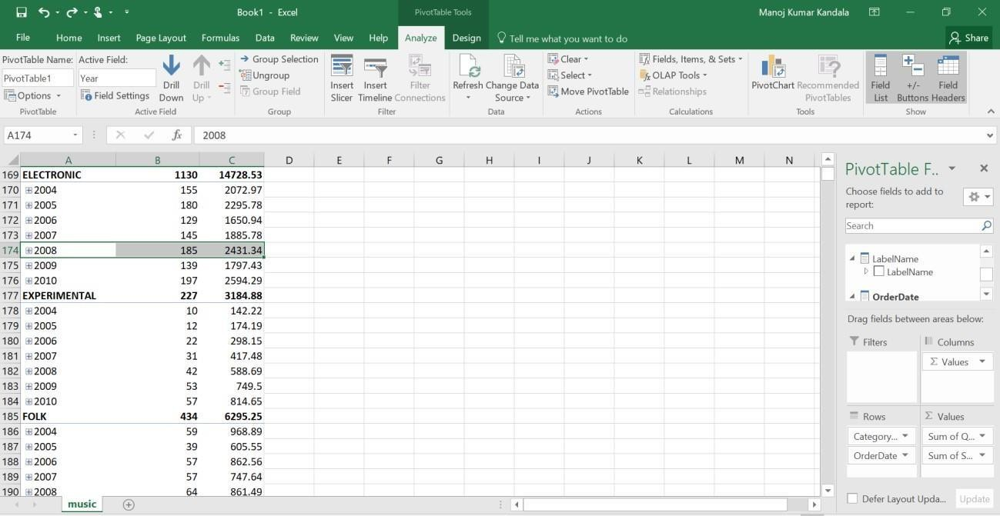 Book1 - Excel
PivotTable Tools
Manoj Kumar Kandala
File Home Insert Page Layout Formulas Data Review View Help Analyze Design Tell me what you want to do Share
PivotTable Name:
PivotTable1
Options
PivotTable
Active Field:
Year
Field Settings
Drill Down
Drill Up
Active Field
Group Selection
Ungroup
Group Field
Group
Insert Slicer
Insert Timeline
Filter Connections
Filter
Refresh
Change Data Source
Data
Clear
Select
Move PivotTable
Actions
Fields, Items, & Sets
OLAP Tools
Relationships
Calculations
PivotChart
Recommended PivotTables
Tools
Field List
+/- Buttons
Field Headers
Show
A174 fx 2008
A B C D E F G H I J K L M N
169 ELECTRONIC 1130 14728.53
170 2004 155 2072.97
171 2005 180 2295.78
172 2006 129 1650.94
173 2007 145 1885.78
174 2008 185 2431.34
175 2009 139 1797.43
176 2010 197 2594.29
177 EXPERIMENTAL 227 3184.88
178 2004 10 142.22
179 2005 12 174.19
180 2006 22 298.15
181 2007 31 417.48
182 2008 42 588.69
183 2009 53 749.5
184 2010 57 814.65
185 FOLK 434 6295.25
186 2004 59 968.89
187 2005 39 605.55
188 2006 57 862.56
189 2007 57 747.64
190 2008 64 861.49
music
PivotTable F..
Choose fields to add to
report:
Search
LabelName
LabelName
OrderDate
Drag fields between areas below:
Filters
Columns
Σ Values
Rows
Category...
OrderDate
Σ Values
Sum of Q...
Sum of S...
Defer Layout Upda... Update